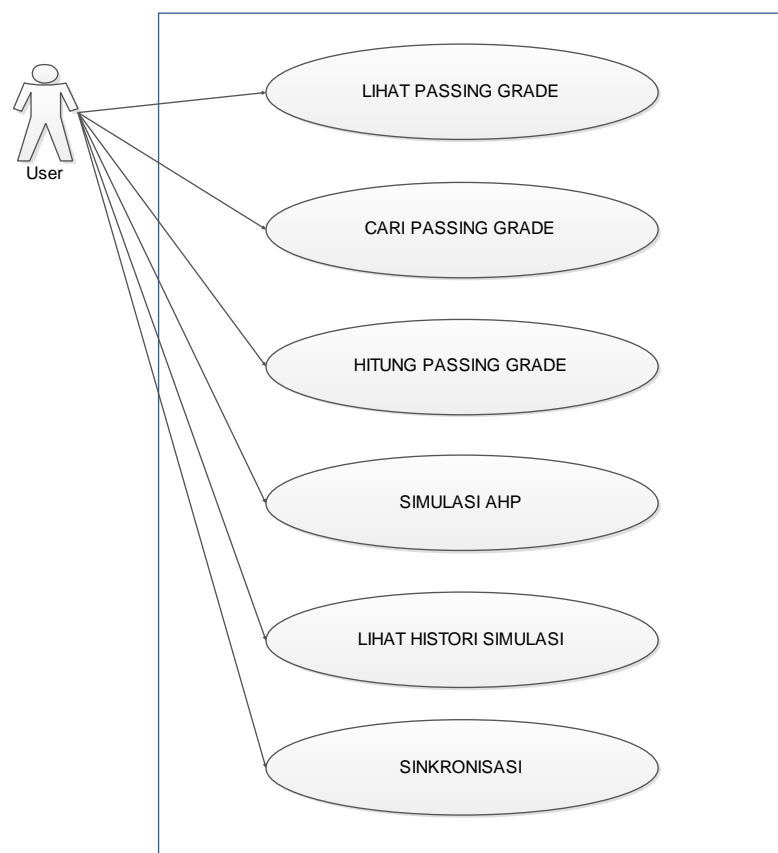 User
LIHAT PASSING GRADE
CARI PASSING GRADE
HITUNG PASSING GRADE
SIMULASI AHP
LIHAT HISTORI SIMULASI
SINKRONISASI